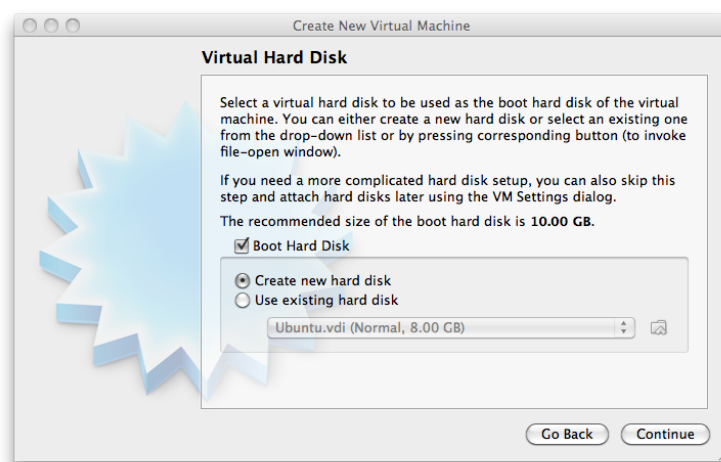 Create New Virtual Machine
Virtual Hard Disk
Select a virtual hard disk to be used as the boot hard disk of the virtual
machine. You can either create a new hard disk or select an existing one
from the drop-down list or by pressing corresponding button (to invoke
file-open window).
If you need a more complicated hard disk setup, you can also skip this
step and attach hard disks later using the VM Settings dialog.
The recommended size of the boot hard disk is 10.00 GB.
Boot Hard Disk
Create new hard disk
Use existing hard disk
Ubuntu.vdi (Normal, 8.00 GB)
Go Back Continue